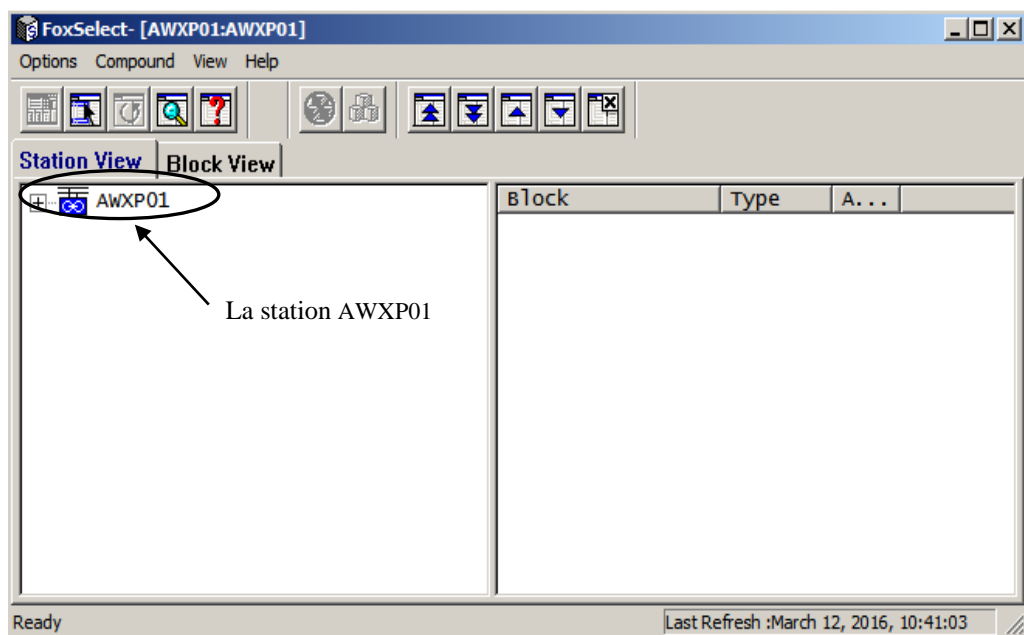 FoxSelect- [AWXP01:AWXP01]
Options Compound View Help
Station View Block View
AWXP01
Block Type A...
La station AWXP01
Ready Last Refresh :March 12, 2016, 10:41:03